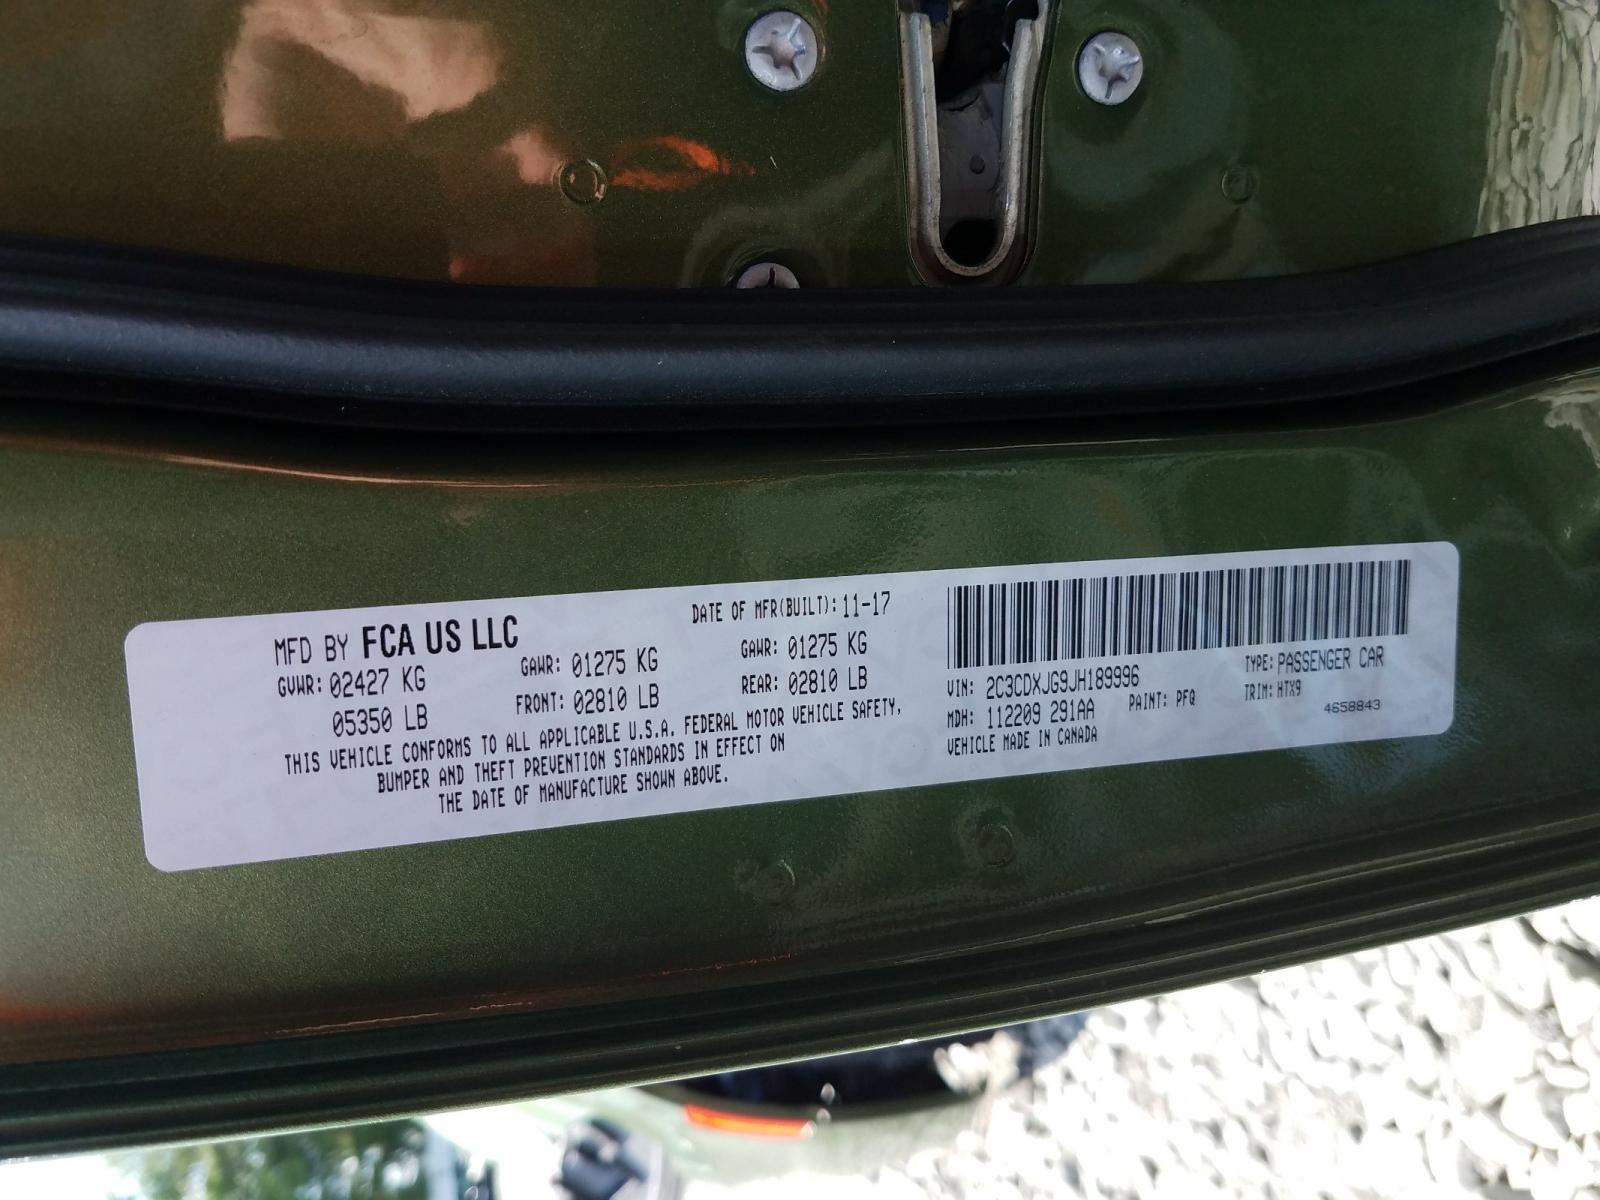 MFD BY FCA US LLC
DATE OF MFR(BUILT): 11-17
GVWR: 02427 KG
05350 LB
GAWR: 01275 KG
FRONT: 02810 LB
GAWR: 01275 KG
REAR: 02810 LB
THIS VEHICLE CONFORMS TO ALL APPLICABLE U.S.A. FEDERAL MOTOR VEHICLE SAFETY,
BUMPER AND THEFT PREVENTION STANDARDS IN EFFECT ON
THE DATE OF MANUFACTURE SHOWN ABOVE.
VIN: 2C3CDXJG9JH189996
TYPE: PASSENGER CAR
MDH: 112209 291AA
PAINT: PFQ
TRIM: HTX9
VEHICLE MADE IN CANADA
4658843